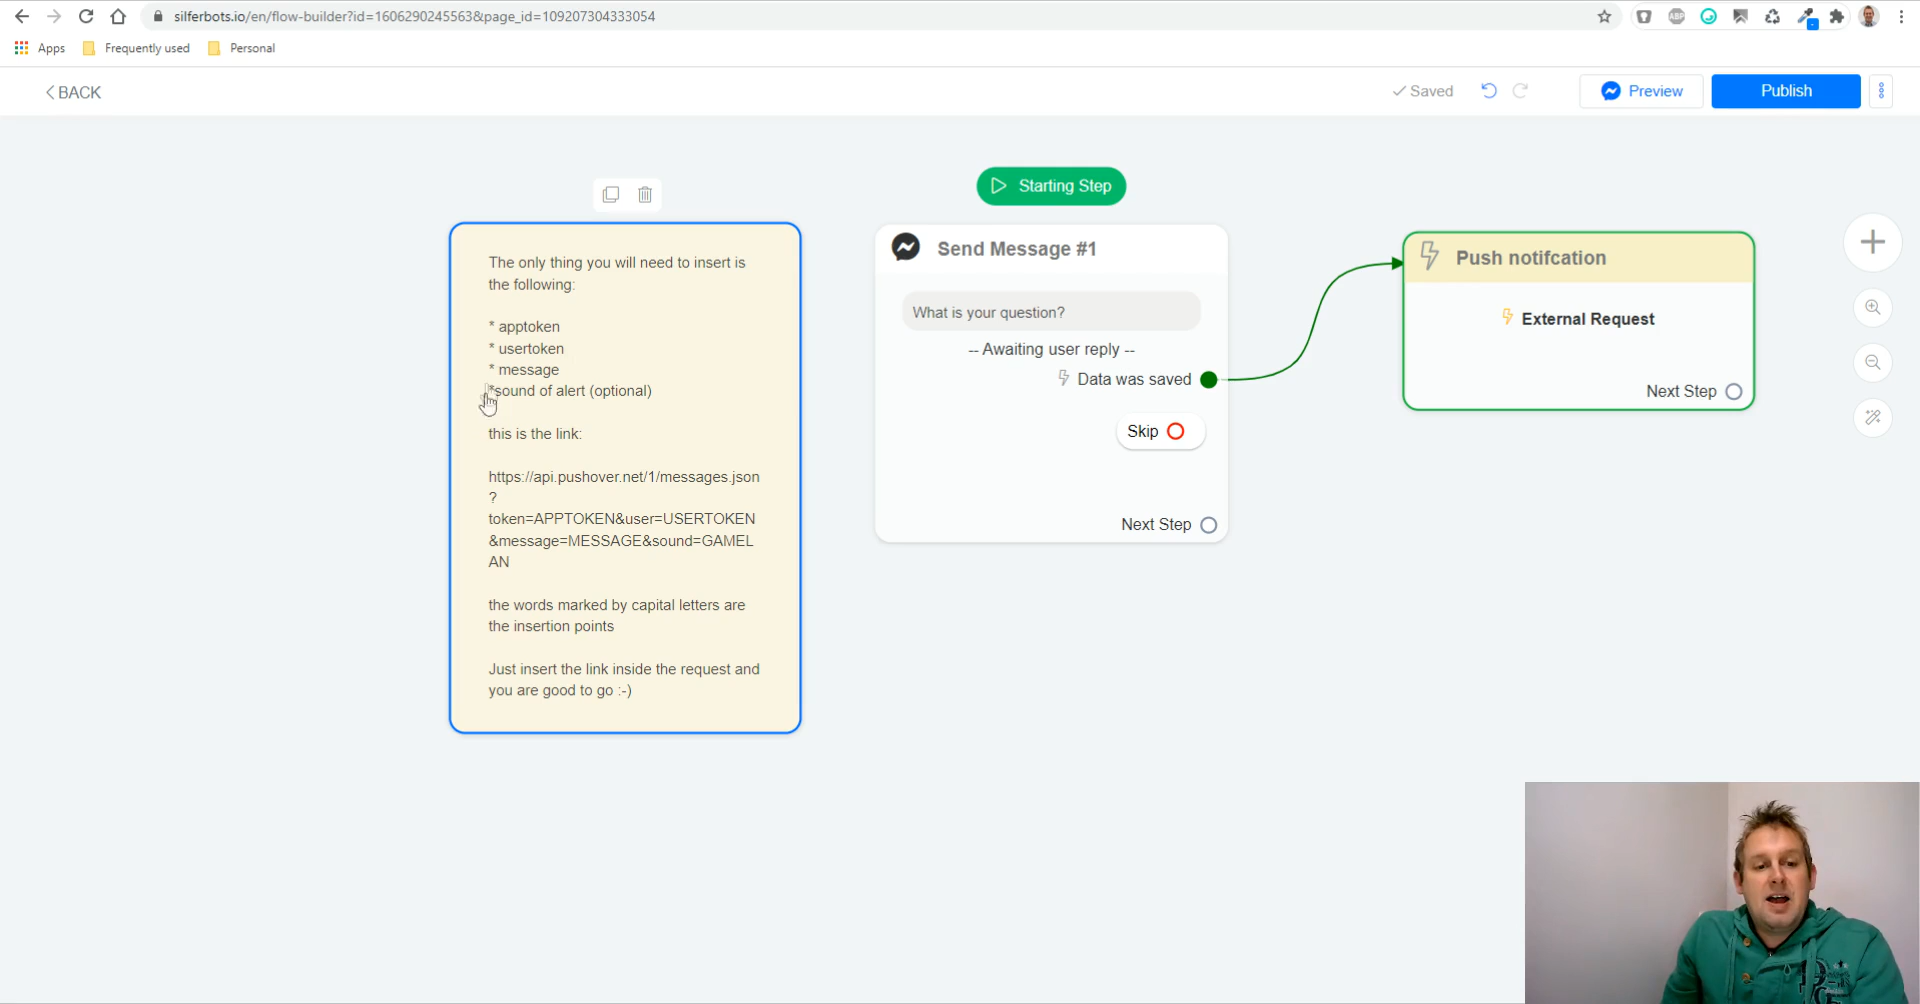 silferbots.io/en/flow-builder?id=1606290245563&page_id=109207304333054
ABP
Apps
Frequently used
Personal
BACK
Saved
Preview
Publish
Starting Step
The only thing you will need to insert is
the following:
* apptoken
* usertoken
* message
*sound of alert (optional)
this is the link:
https://api.pushover.net/1/messages.json
?
token=APPTOKEN&user=USERTOKEN
&message=MESSAGE&sound=GAMEL
AN
the words marked by capital letters are
the insertion points
Just insert the link inside the request and
you are good to go :-)
Send Message #1
What is your question?
-- Awaiting user reply --
Data was saved
Skip
Next Step
Push notifcation
External Request
Next Step